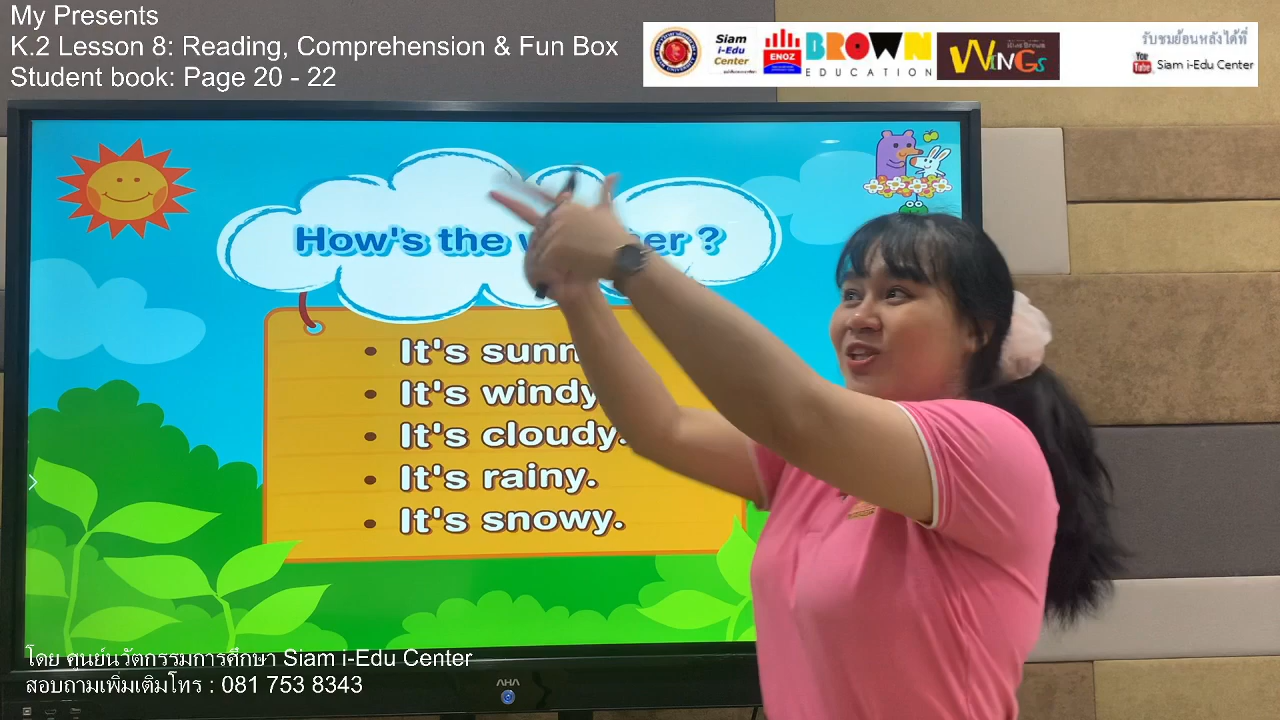 My Presents
K.2 Lesson 8: Reading, Comprehension & Fun Box
Student book: Page 20 - 22
Siam
i-Edu
Center
ENOZ
BROWN
EDUCATION
WINGS
รับชมย้อนหลังได้ที่
You
Tube
Siam i-Edu Center
How's the ?
It's
It's windy
It's cloudy.
It's rainy.
It's snowy.
โดย ศูนย์นวัตกรรมการศึกษา Siam i-Edu Center
สอบถามเพิ่มเติมโทร : 081 753 8343
AHA